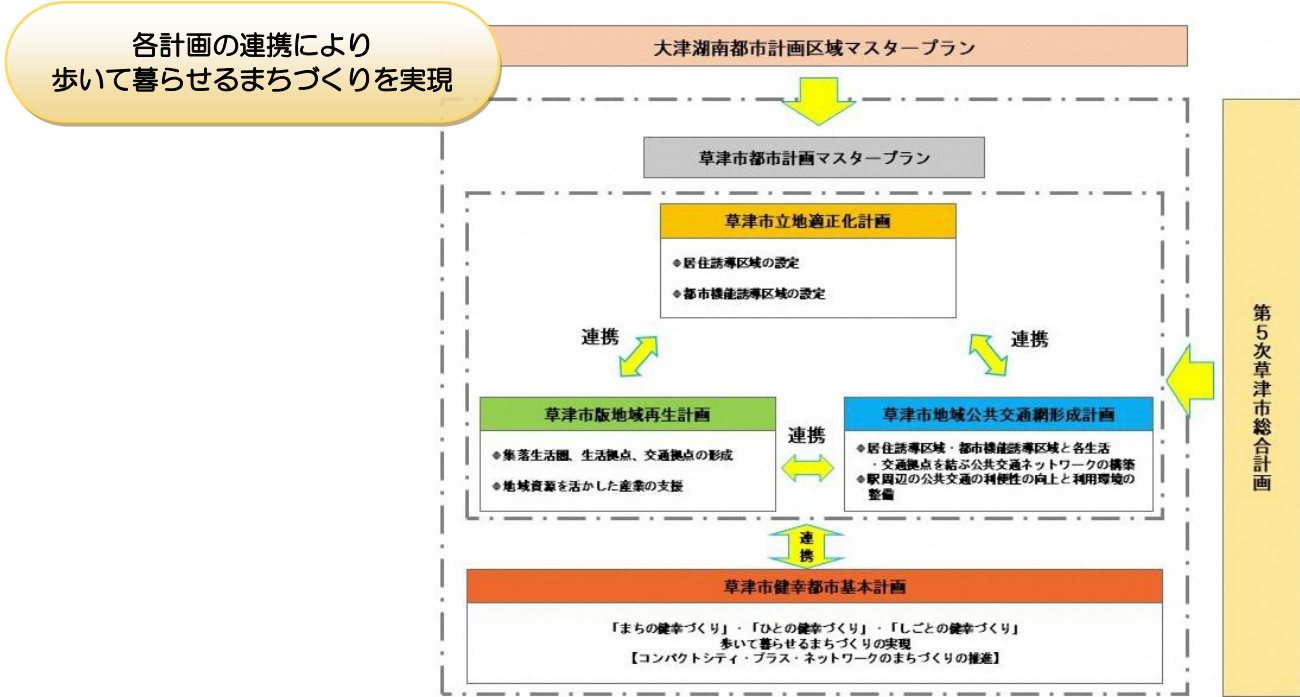 各計画の連携により
歩いて暮らせるまちづくりを実現
大津湖南都市計画区域マスタープラン
草津市都市計画マスタープラン
草津市立地適正化計画
◆居住誘導区域の設定
◆都市機能誘導区域の設定
連携
連携
草津市版地域再生計画
◆集落生活圏、生活拠点、交通拠点の形成
◆地域資源を活かした産業の支援
連携
草津市地域公共交通網形成計画
◆居住誘導区域・都市機能誘導区域と各生活
・交通拠点を結ぶ公共交通ネットワークの構築
◆駅周辺の公共交通の利便性の向上と利用環境の
整備
連
携
草津市健幸都市基本計画
「まちの健幸づくり」・「ひとの健幸づくり」・「しごとの健幸づくり」
歩いて暮らせるまちづくりの実現
【コンパクトシティ・プラス・ネットワークのまちづくりの推進】
第5次草津市総合計画